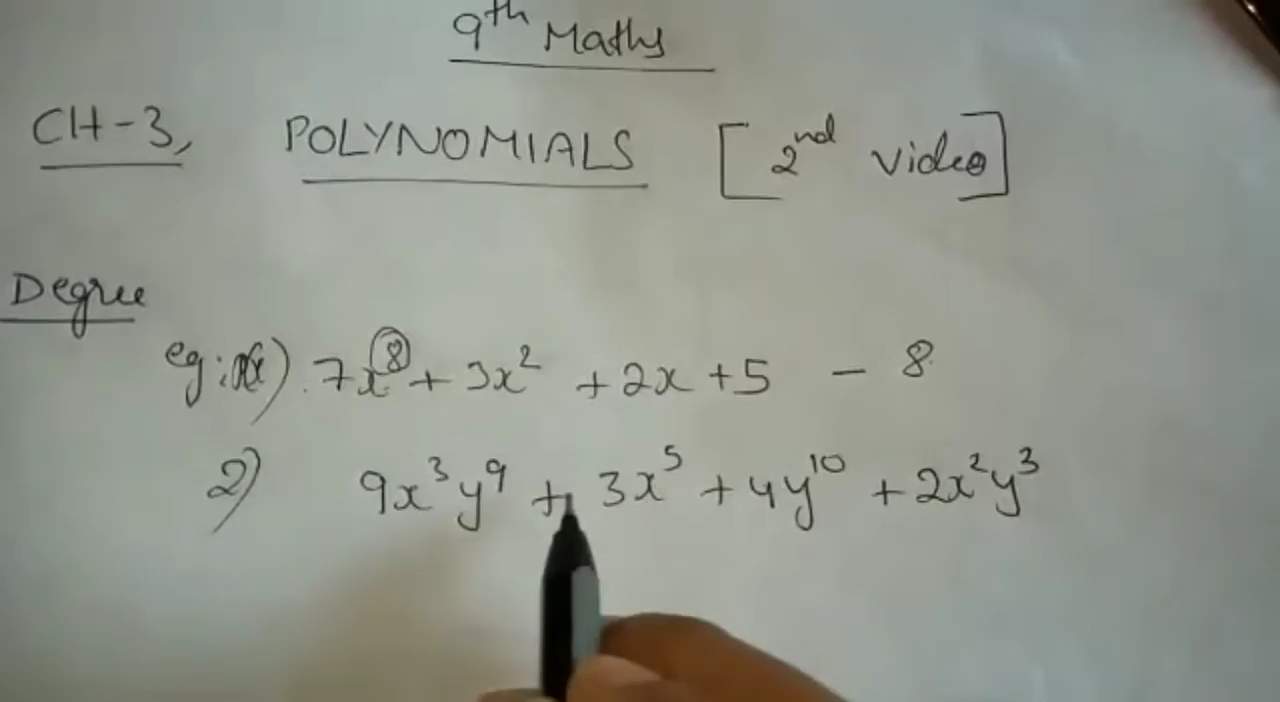 9th Maths
CH-3, POLYNOMIALS [2nd video]
Degree
eg: 7x⁸ + 3x² + 2x + 5 - 8
2) 9x³y⁹ + 3x⁵ + 4y¹⁰ + 2x²y³